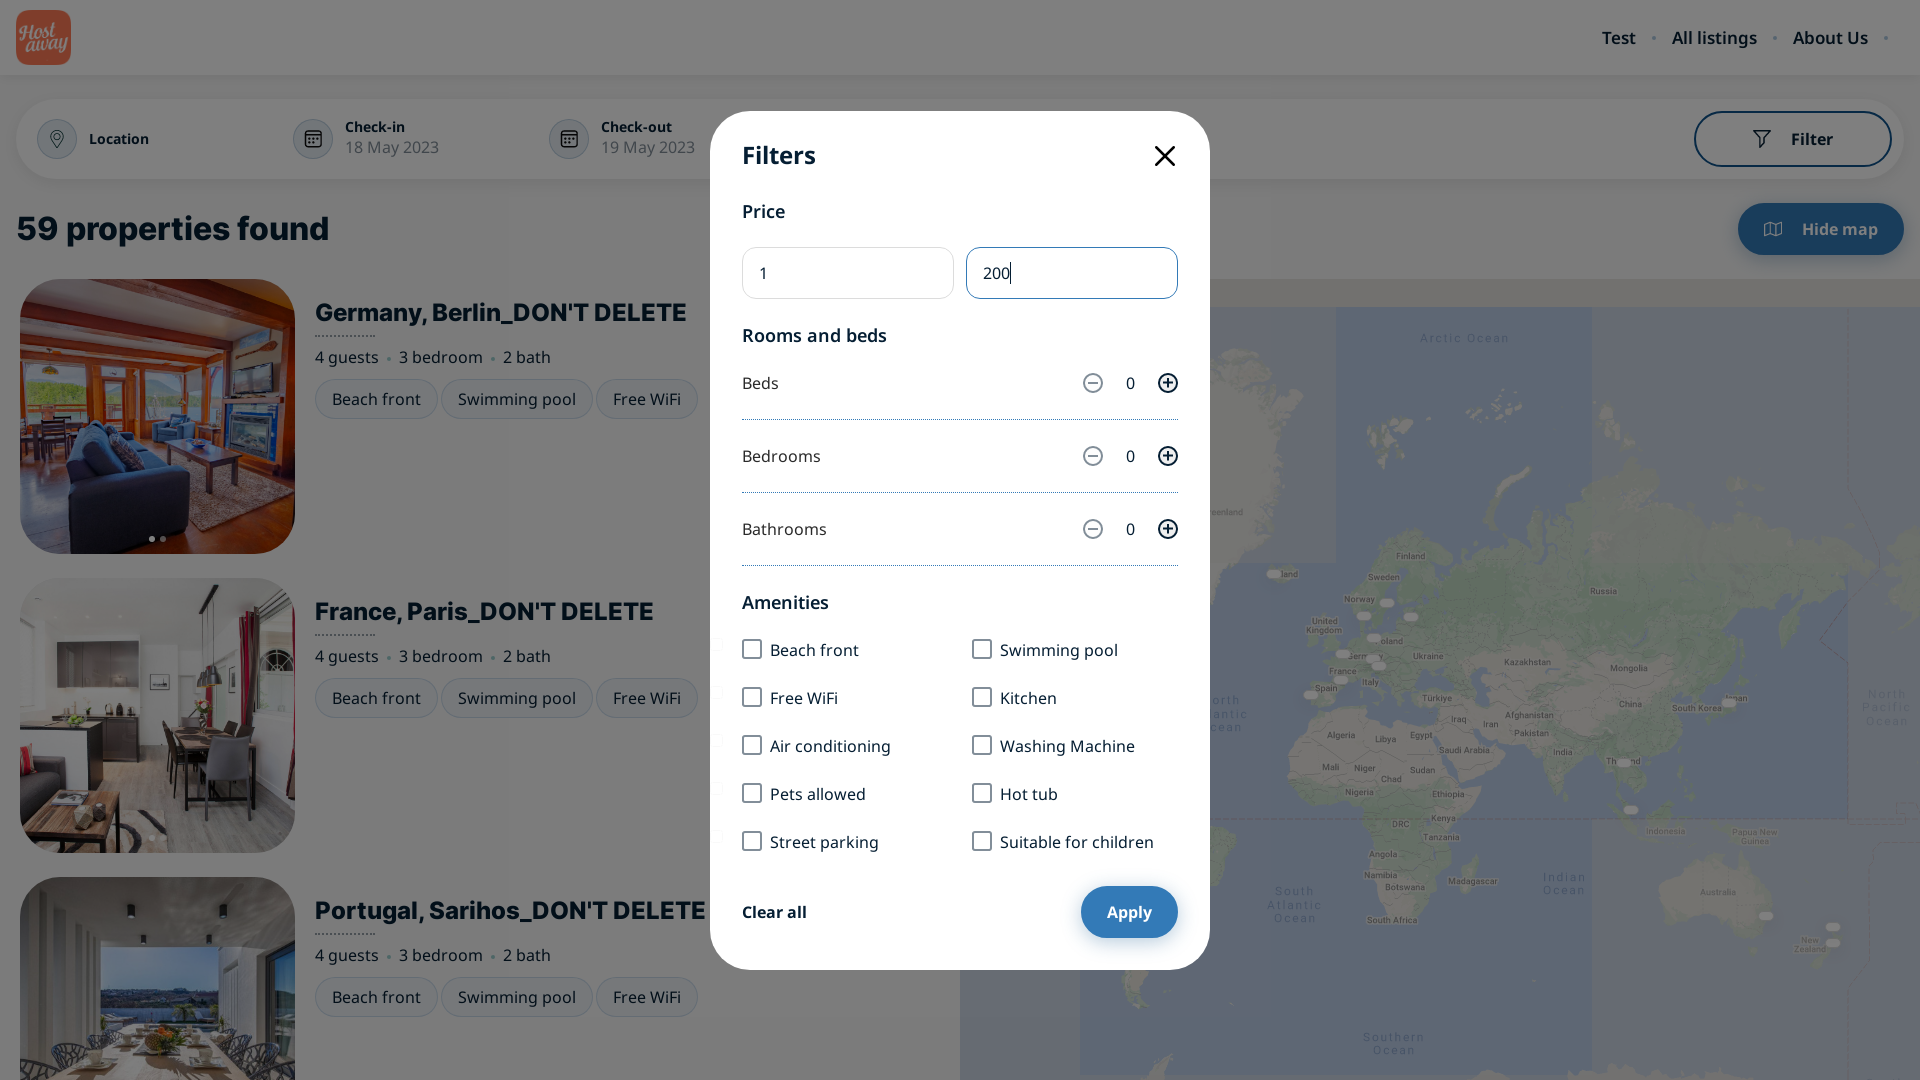 Host
away
Test
All listings
About Us
Location
Check-in
18 May 2023
Check-out
19 May 2023
Filter
59 properties found
Hide map
Germany, Berlin_DON'T DELETE
4 guests
3 bedroom
2 bath
Beach front
Swimming pool
Free WiFi
France, Paris_DON'T DELETE
4 guests
3 bedroom
2 bath
Beach front
Swimming pool
Free WiFi
Portugal, Sarihos_DON'T DELETE
4 guests
3 bedroom
2 bath
Beach front
Swimming pool
Free WiFi
Filters
Price
1
200
Rooms and beds
Beds
0
Bedrooms
0
Bathrooms
0
Amenities
Beach front
Swimming pool
Free WiFi
Kitchen
Air conditioning
Washing Machine
Pets allowed
Hot tub
Street parking
Suitable for children
Clear all
Apply
Arctic Ocean
Finland
Sweden
Norway
Russia
United
Kingdom
Ukraine
Kazakhstan
Mongolia
France
Italy
Spain
Türkiye
China
South Korea
Japan
North
Pacific
Ocean
Iraq
Iran
Afghanistan
Pakistan
Algeria
Libya
Egypt
Saudi Arabia
India
Thailand
Mali
Niger
Chad
Sudan
Nigeria
Ethiopia
DRC
Kenya
Tanzania
Indonesia
Papua New
Guinea
Angola
Namibia
Botswana
Madagascar
South Africa
South
Atlantic
Ocean
Indian
Ocean
Australia
New
Zealand
Southern
Ocean